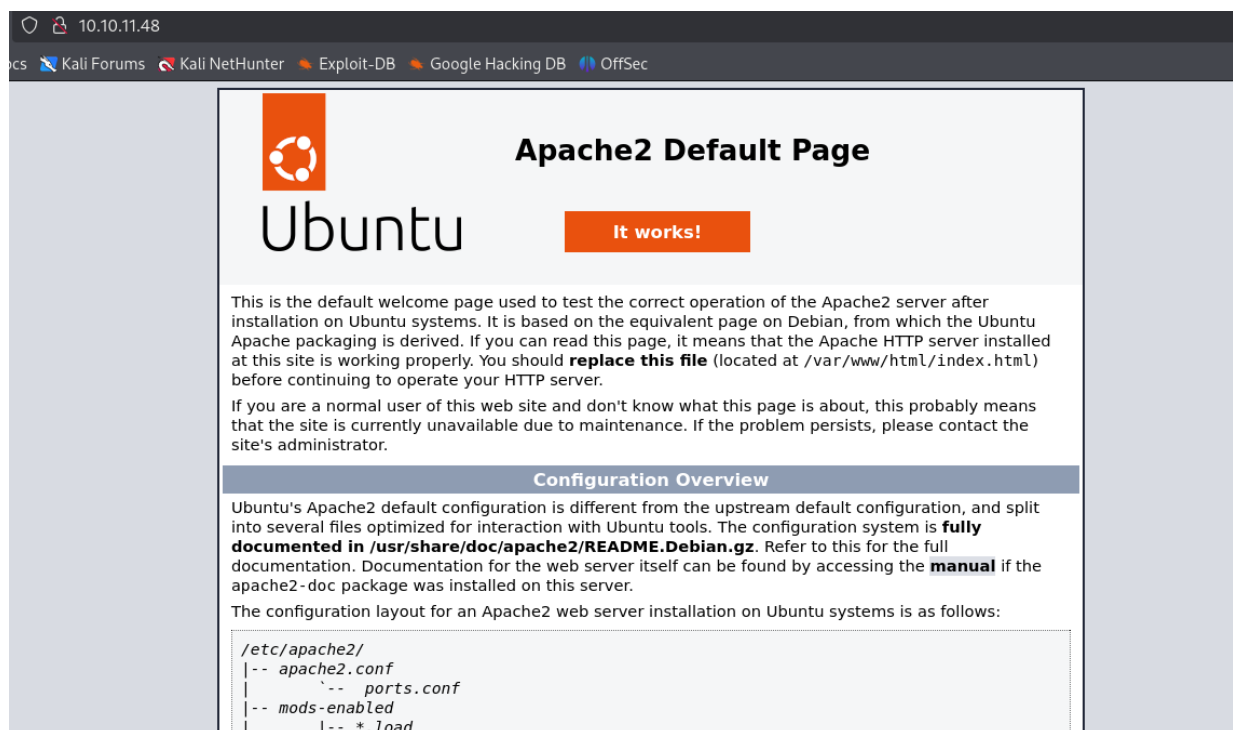 10.10.11.48
ocs Kali Forums Kali NetHunter Exploit-DB Google Hacking DB OffSec
Apache2 Default Page
Ubuntu
It works!
This is the default welcome page used to test the correct operation of the Apache2 server after
installation on Ubuntu systems. It is based on the equivalent page on Debian, from which the Ubuntu
Apache packaging is derived. If you can read this page, it means that the Apache HTTP server installed
at this site is working properly. You should replace this file (located at /var/www/html/index.html)
before continuing to operate your HTTP server.
If you are a normal user of this web site and don't know what this page is about, this probably means
that the site is currently unavailable due to maintenance. If the problem persists, please contact the
site's administrator.
Configuration Overview
Ubuntu's Apache2 default configuration is different from the upstream default configuration, and split
into several files optimized for interaction with Ubuntu tools. The configuration system is fully
documented in /usr/share/doc/apache2/README.Debian.gz. Refer to this for the full
documentation. Documentation for the web server itself can be found by accessing the manual if the
apache2-doc package was installed on this server.
The configuration layout for an Apache2 web server installation on Ubuntu systems is as follows:
/etc/apache2/
|-- apache2.conf
|       `--  ports.conf
|-- mods-enabled
|       |-- *.load